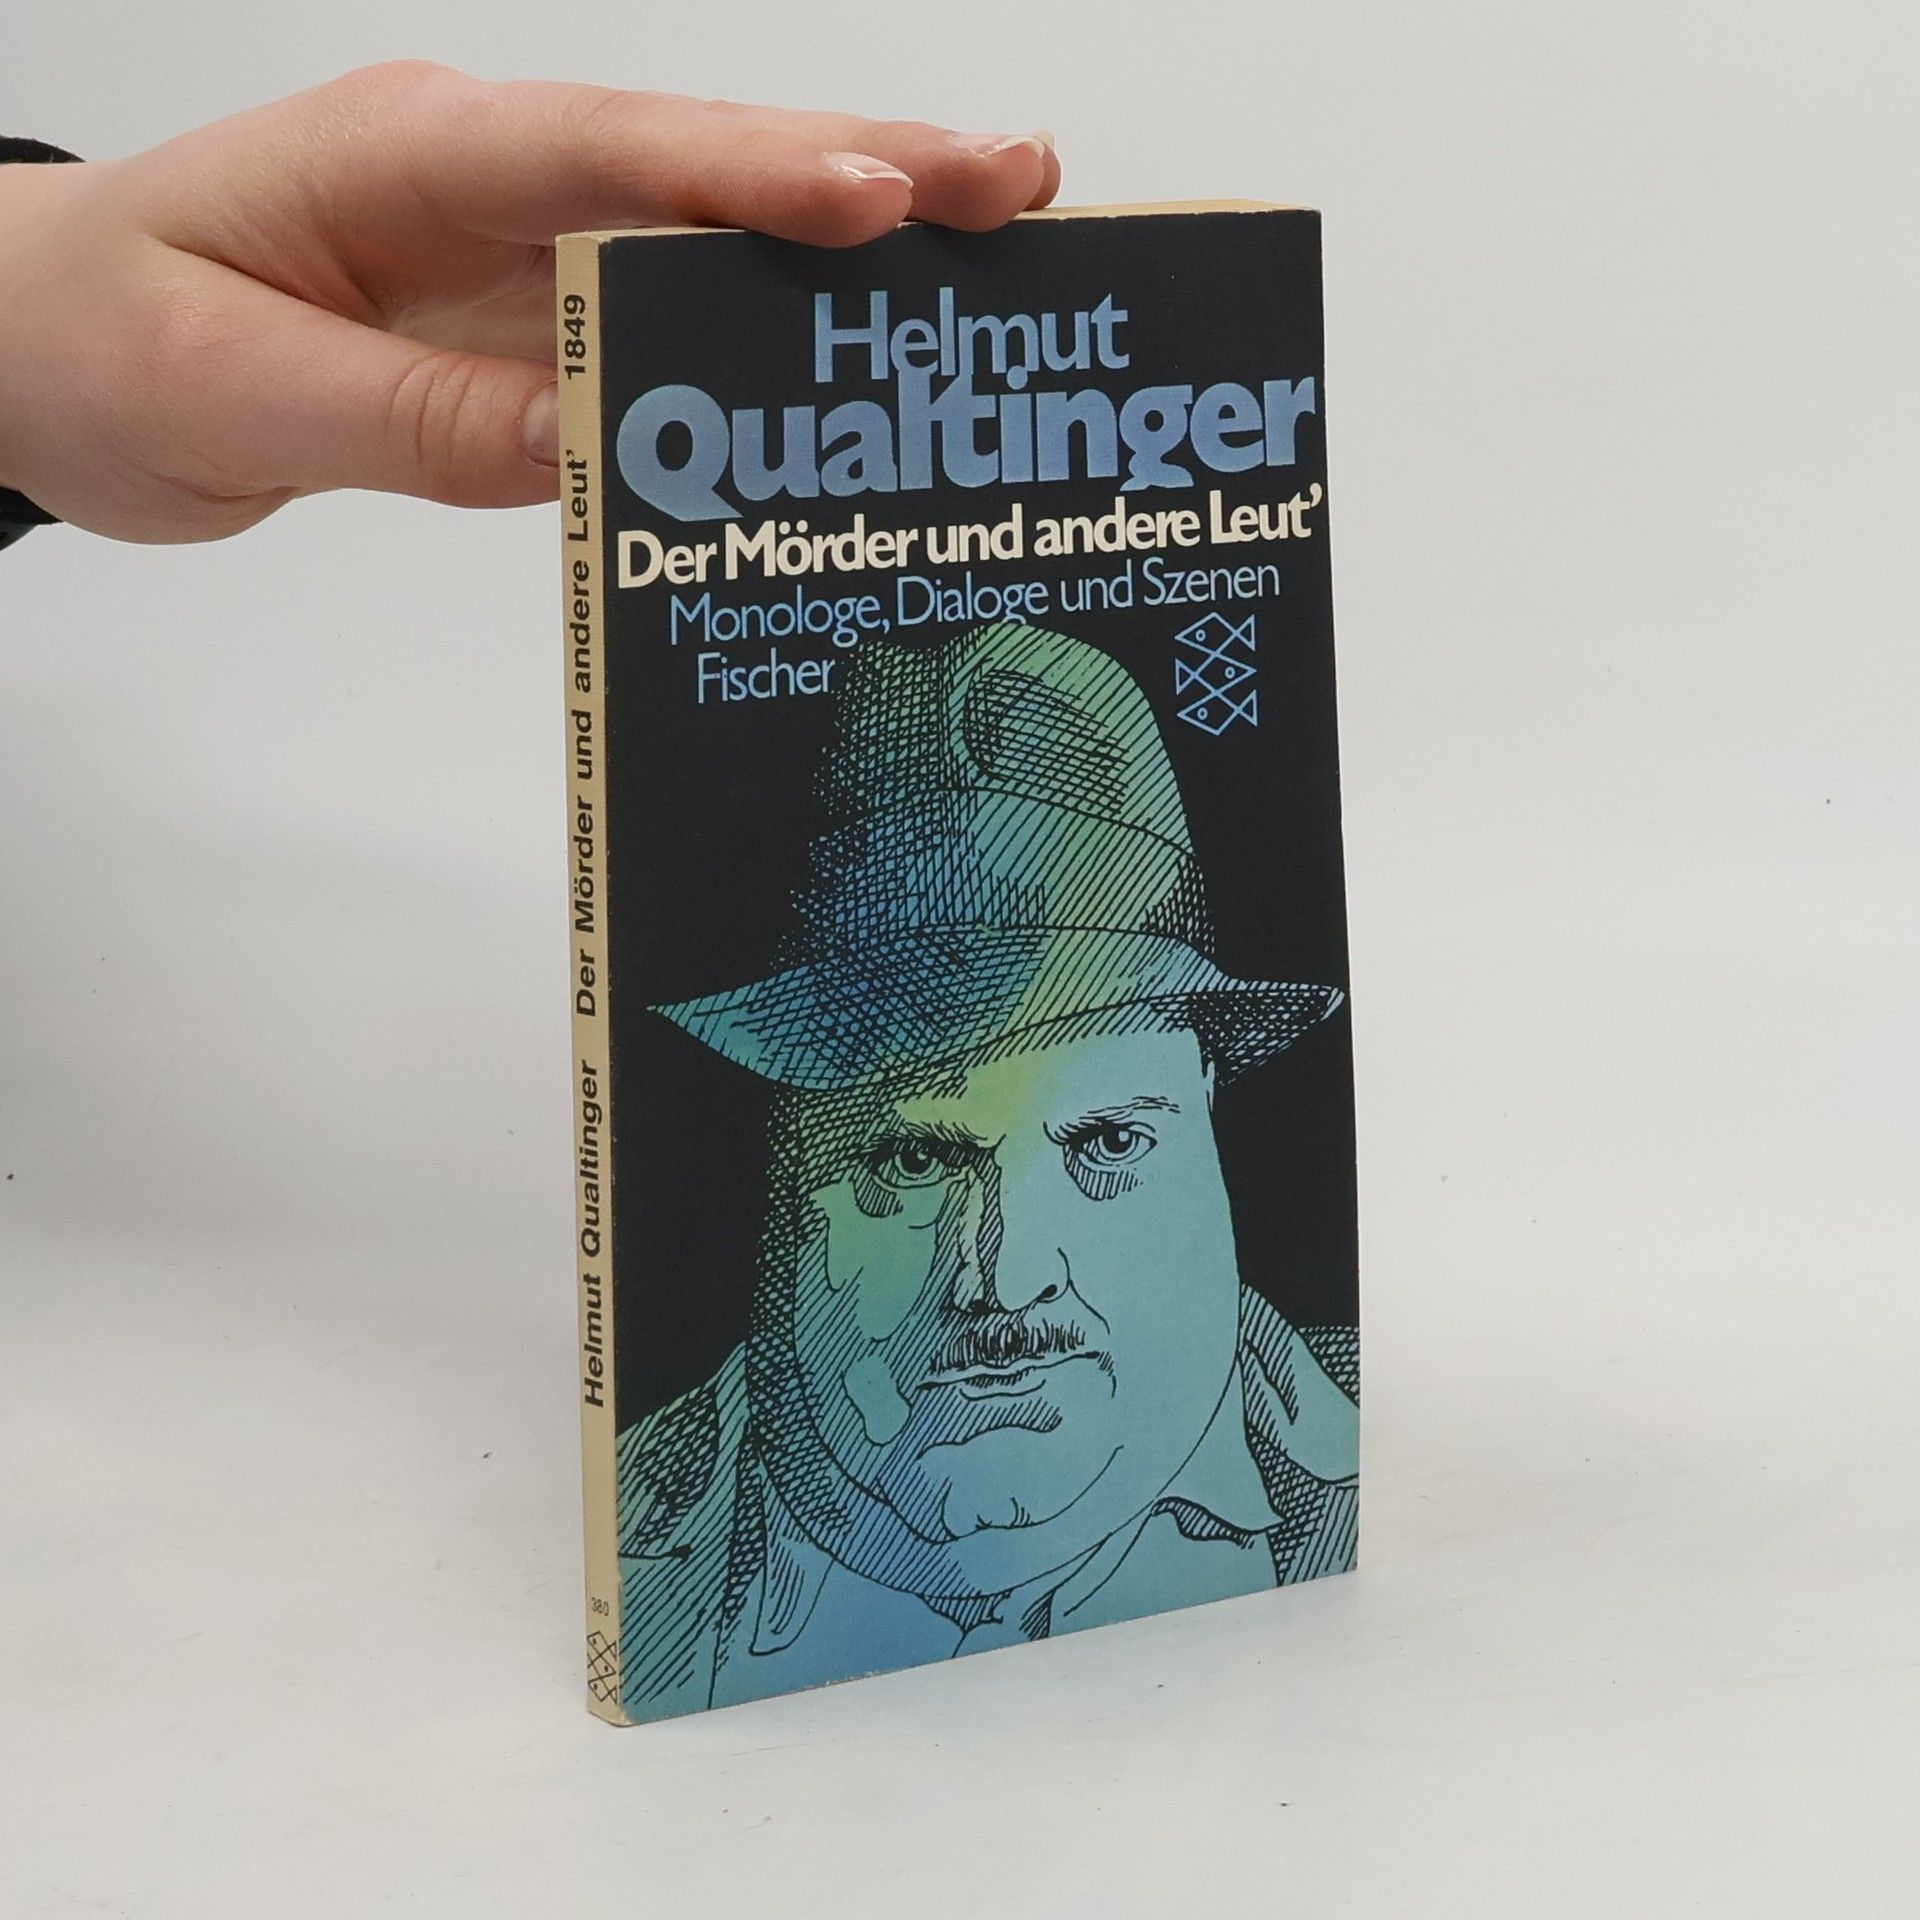 Helmut
Qualtinger
Der Mörder und andere Leut'
Monologe, Dialoge und Szenen
Fischer
Helmut Qualtinger Der Mörder und andere Leut' 1849
380